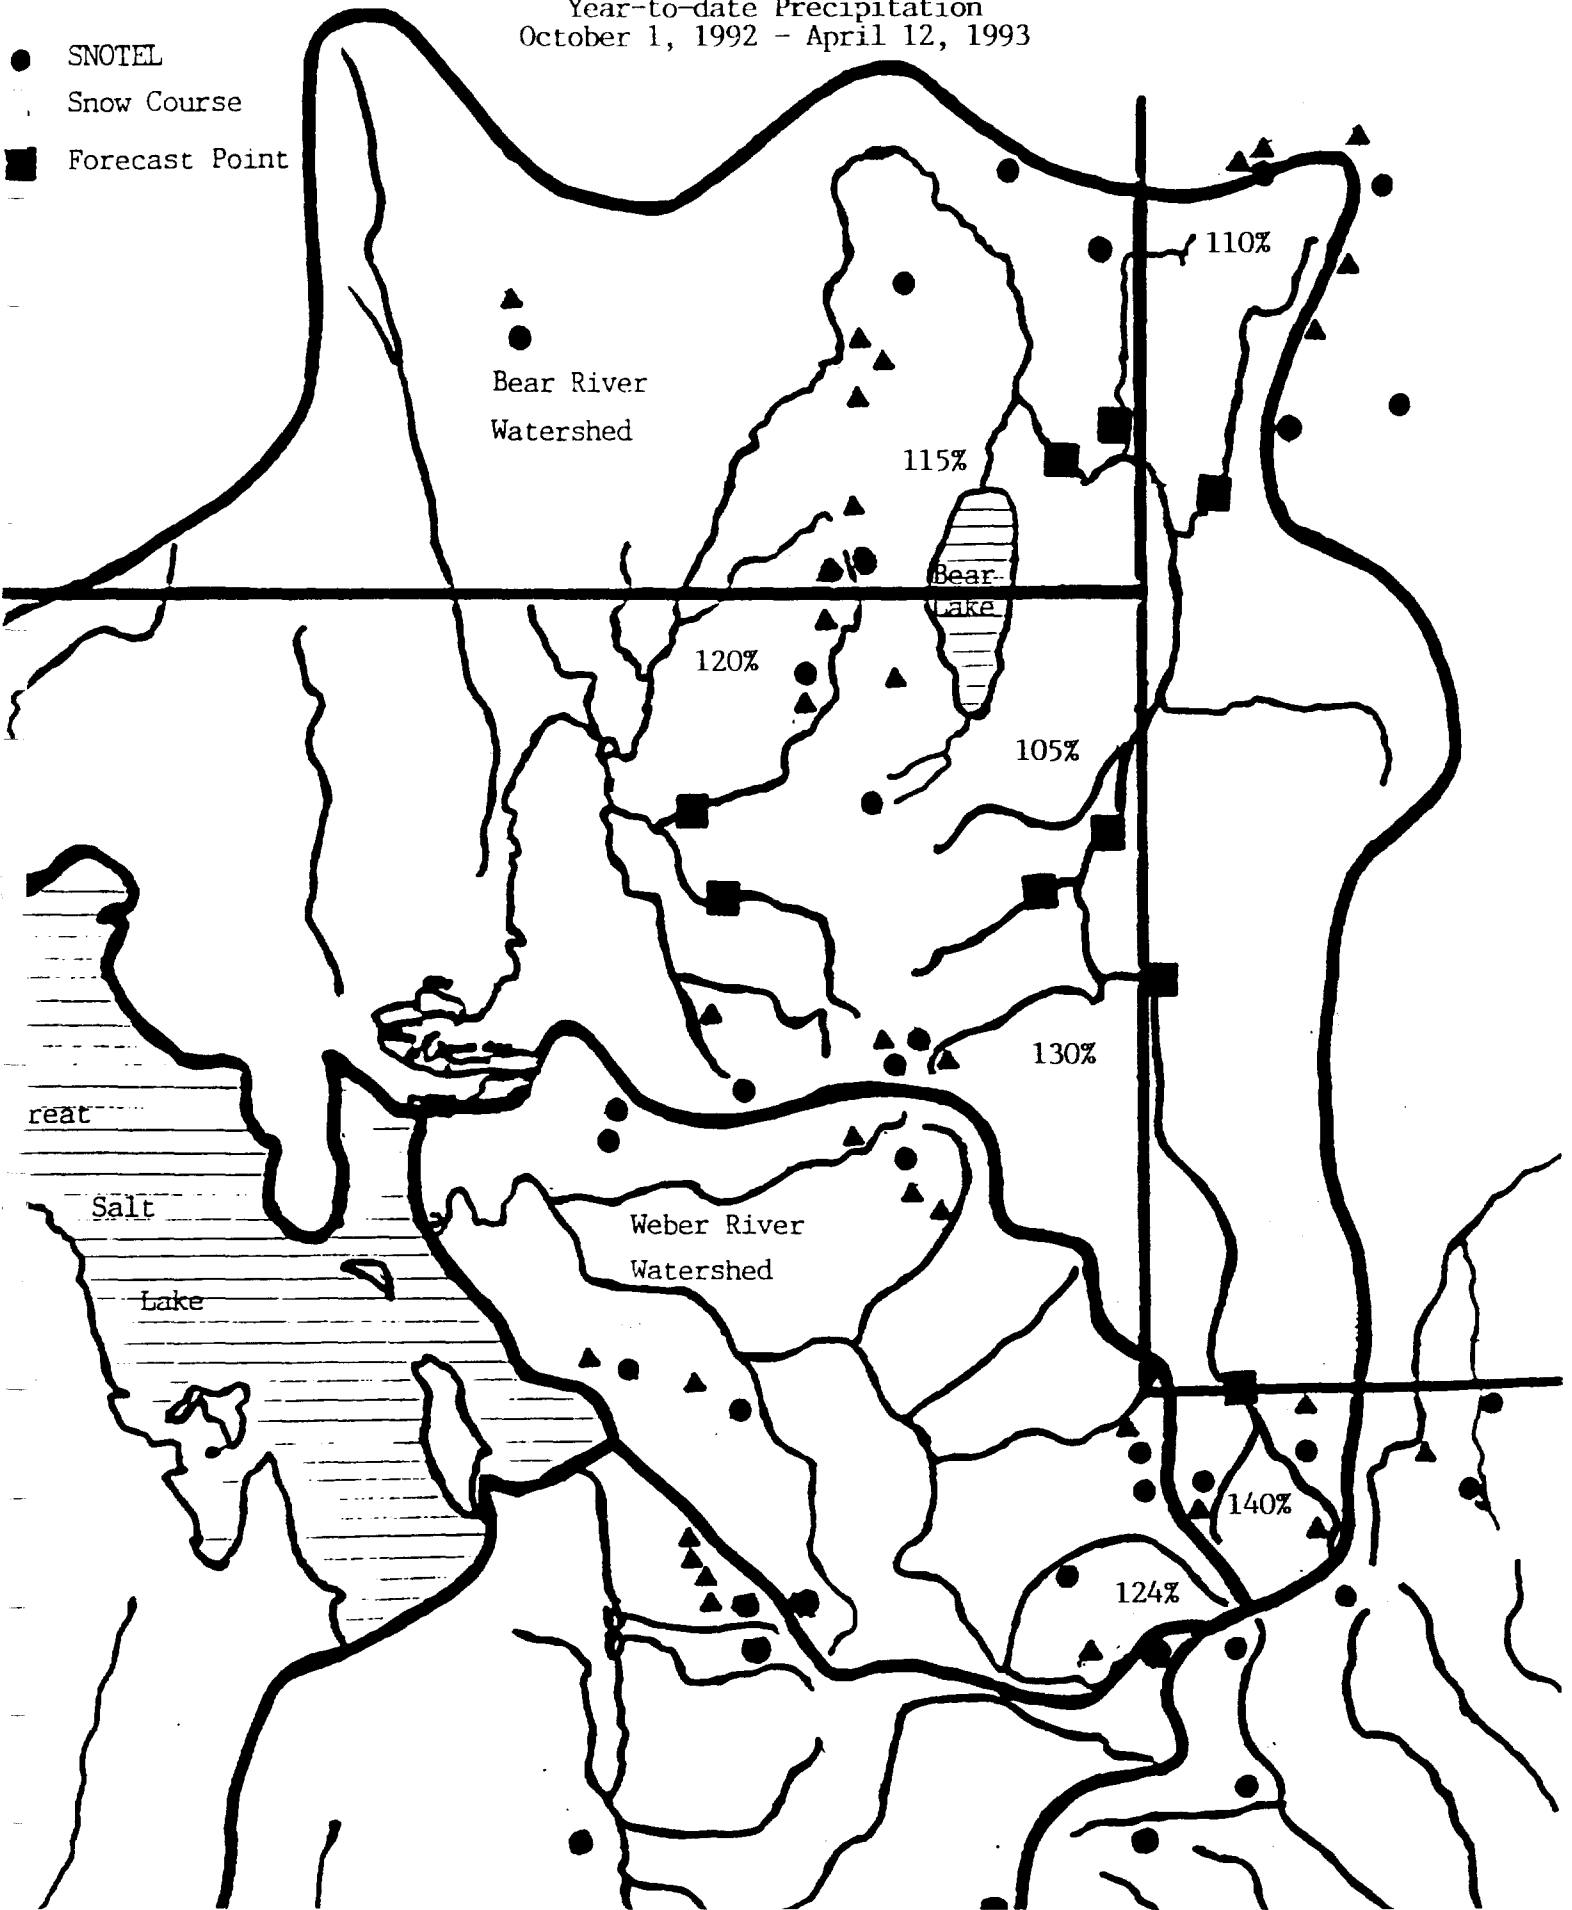 Year-to-date Precipitation
October 1, 1992 - April 12, 1993
SNOTEL
Snow Course
Forecast Point
110%
Bear River
Watershed
115%
Bear
Lake
120%
105%
130%
reat
Salt
Lake
Weber River
Watershed
140%
124%